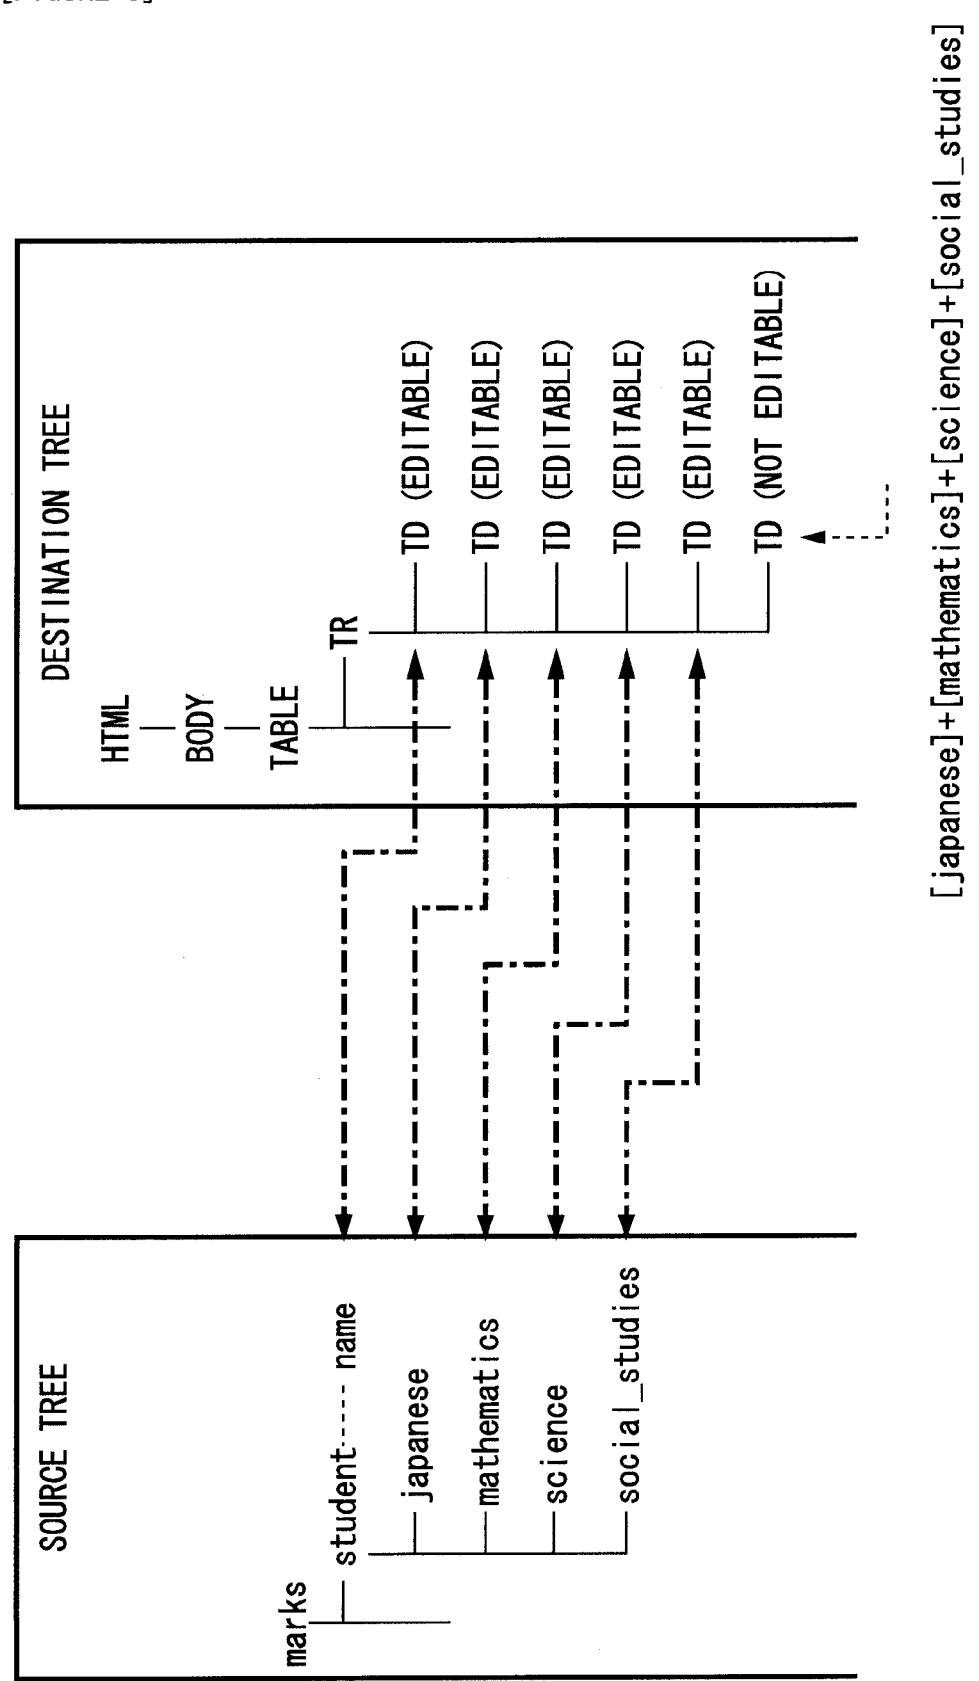 SOURCE TREE
marks
student name
japanese
mathematics
science
social_studies
DESTINATION TREE
HTML
BODY
TABLE
TR
TD (EDITABLE)
TD (EDITABLE)
TD (EDITABLE)
TD (EDITABLE)
TD (EDITABLE)
TD (NOT EDITABLE)
[japanese]+[mathematics]+[science]+[social_studies]